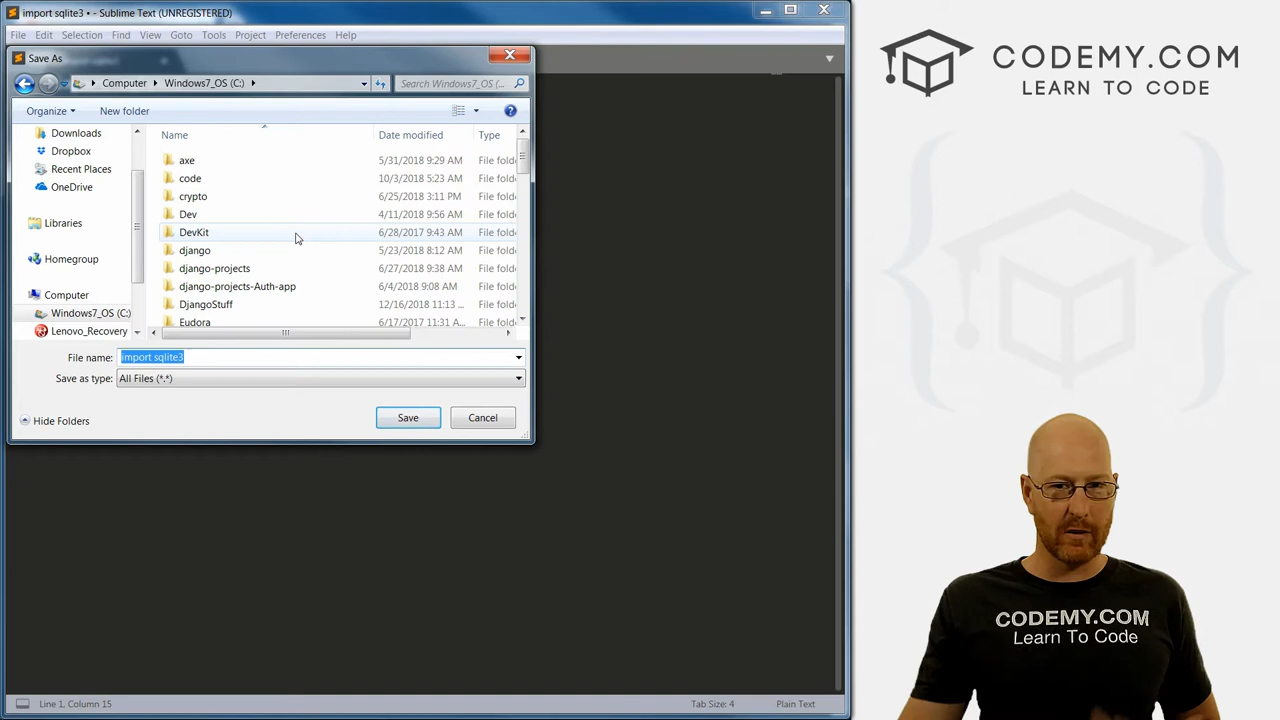 import sqlite3 • - Sublime Text (UNREGISTERED)
File Edit Selection Find View Goto Tools Project Preferences Help
Save As
Computer Windows7_OS (C:) Search Windows7_OS (...
Organize New folder
Downloads
Dropbox
Recent Places
OneDrive
Libraries
Homegroup
Computer
Windows7_OS (C:)
Lenovo_Recovery
Name Date modified Type
axe 5/31/2018 9:29 AM File fold
code 10/3/2018 5:23 AM File fold
crypto 6/25/2018 3:11 PM File fold
Dev 4/11/2018 9:56 AM File fold
DevKit 6/28/2017 9:43 AM File fold
django 5/23/2018 8:12 AM File fold
django-projects 6/27/2018 9:38 AM File fold
django-projects-Auth-app 6/4/2018 9:08 AM File fold
DjangoStuff 12/16/2018 11:13 ... File fold
Eudora 6/17/2017 11:31 A... File fold
File name: import sqlite3
Save as type: All Files (*.*)
Hide Folders Save Cancel
Line 1, Column 15 Tab Size: 4 Plain Text
CODEMY.COM
LEARN TO CODE
CODEMY.COM
Learn To Code